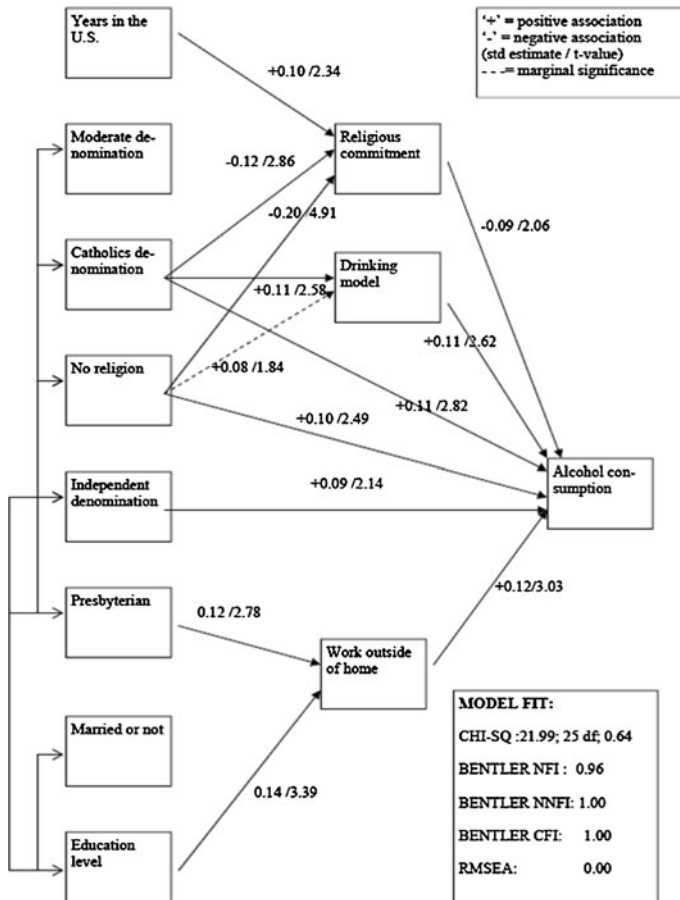 Years in the
U.S.
'+' = positive association
'-' = negative association
(std estimate / t-value)
---= marginal significance
+0.10 /2.34
Moderate de-
nomination
Religious
commitment
-0.12 /2.86
-0.20 /4.91
-0.09 /2.06
Catholics de-
nomination
Drinking
model
+0.11 /2.58
+0.11 /2.62
No religion
+0.08 /1.84
+0.11 /2.82
+0.10 /2.49
Alcohol con-
sumption
Independent
denomination
+0.09 /2.14
Presbyterian
0.12 /2.78
+0.12/3.03
Work outside
of home
Married or not
0.14 /3.39
Education
level
MODEL FIT:
CHI-SQ :21.99; 25 df; 0.64
BENTLER NFI : 0.96
BENTLER NNFI: 1.00
BENTLER CFI: 1.00
RMSEA: 0.00